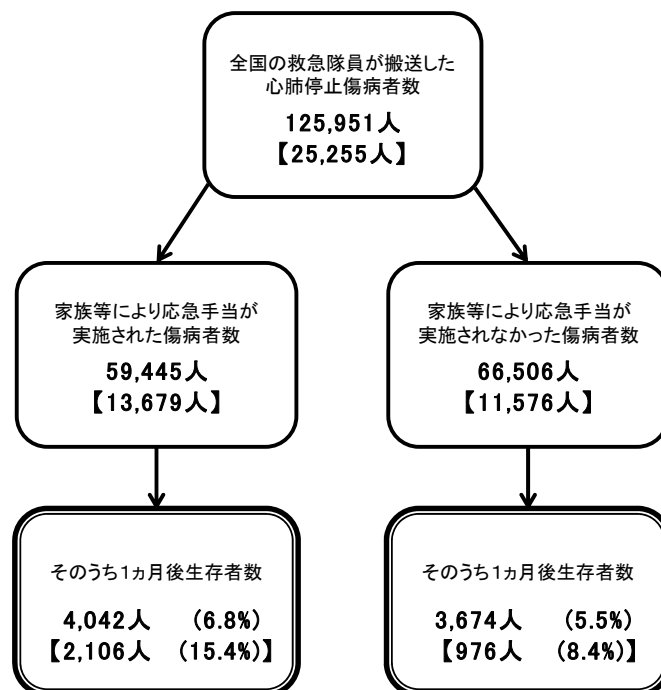 全国の救急隊員が搬送した
心肺停止傷病者数
125,951人
【25,255人】
家族等により応急手当が
実施された傷病者数
59,445人
【13,679人】
家族等により応急手当が
実施されなかった傷病者数
66,506人
【11,576人】
そのうち1ヵ月後生存者数
4,042人 (6.8%)
【2,106人 (15.4%)】
そのうち1ヵ月後生存者数
3,674人 (5.5%)
【976人 (8.4%)】